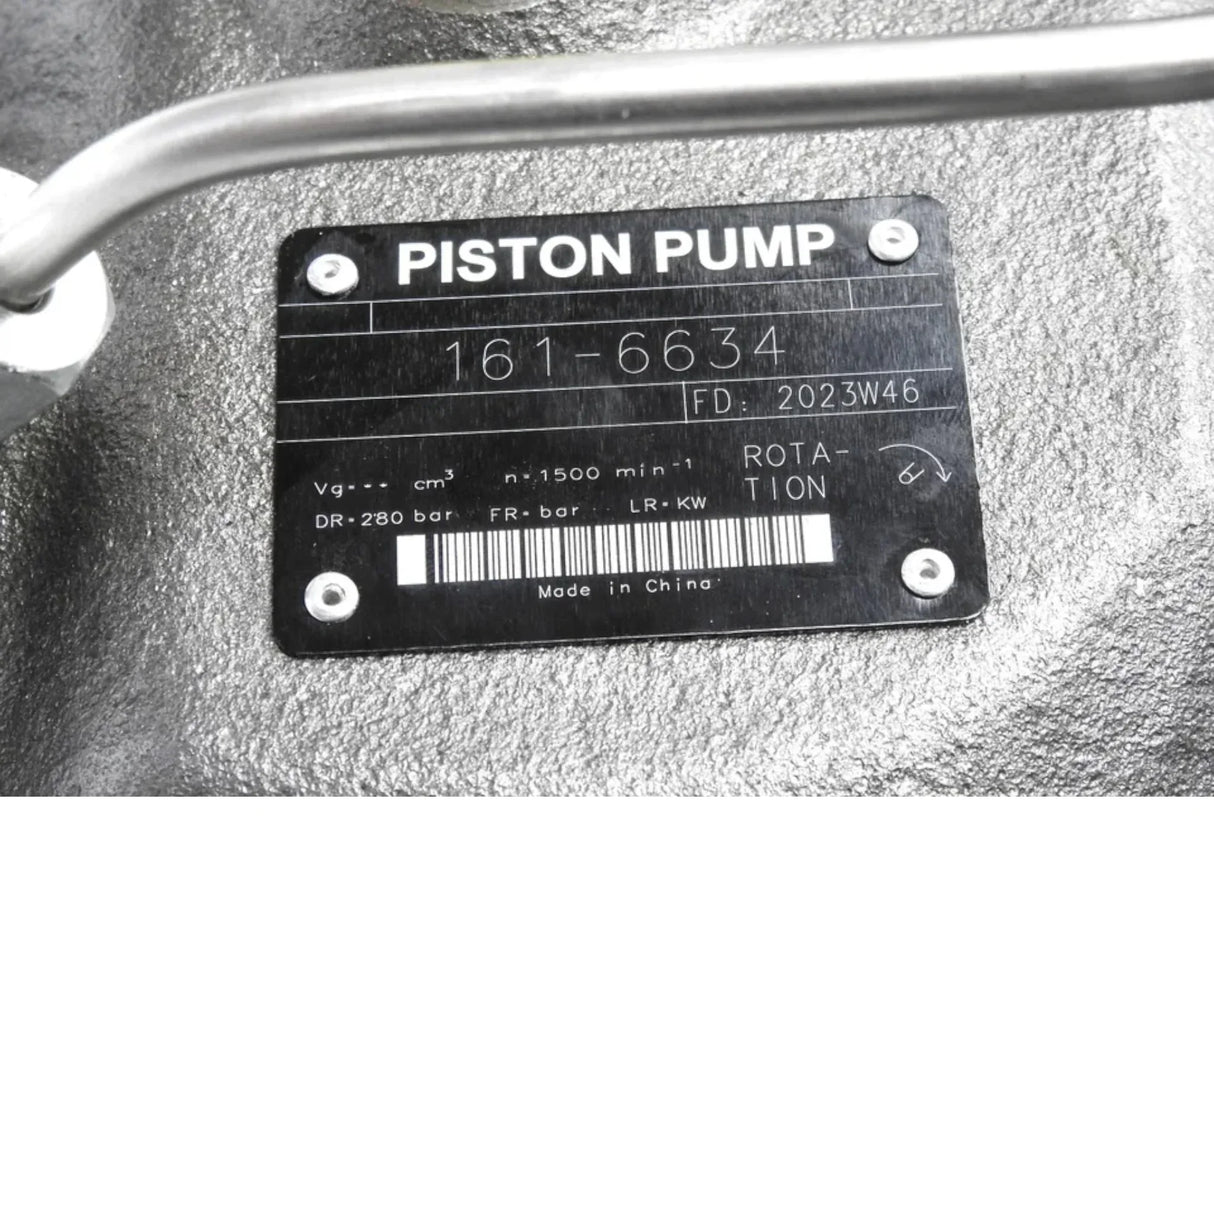 PISTON PUMP
161-6634
FD: 2023W46
Vg=--- cm³ n=1500 min⁻¹
ROTA-
TION
DR=280 bar FR=bar LR=KW
Made in China